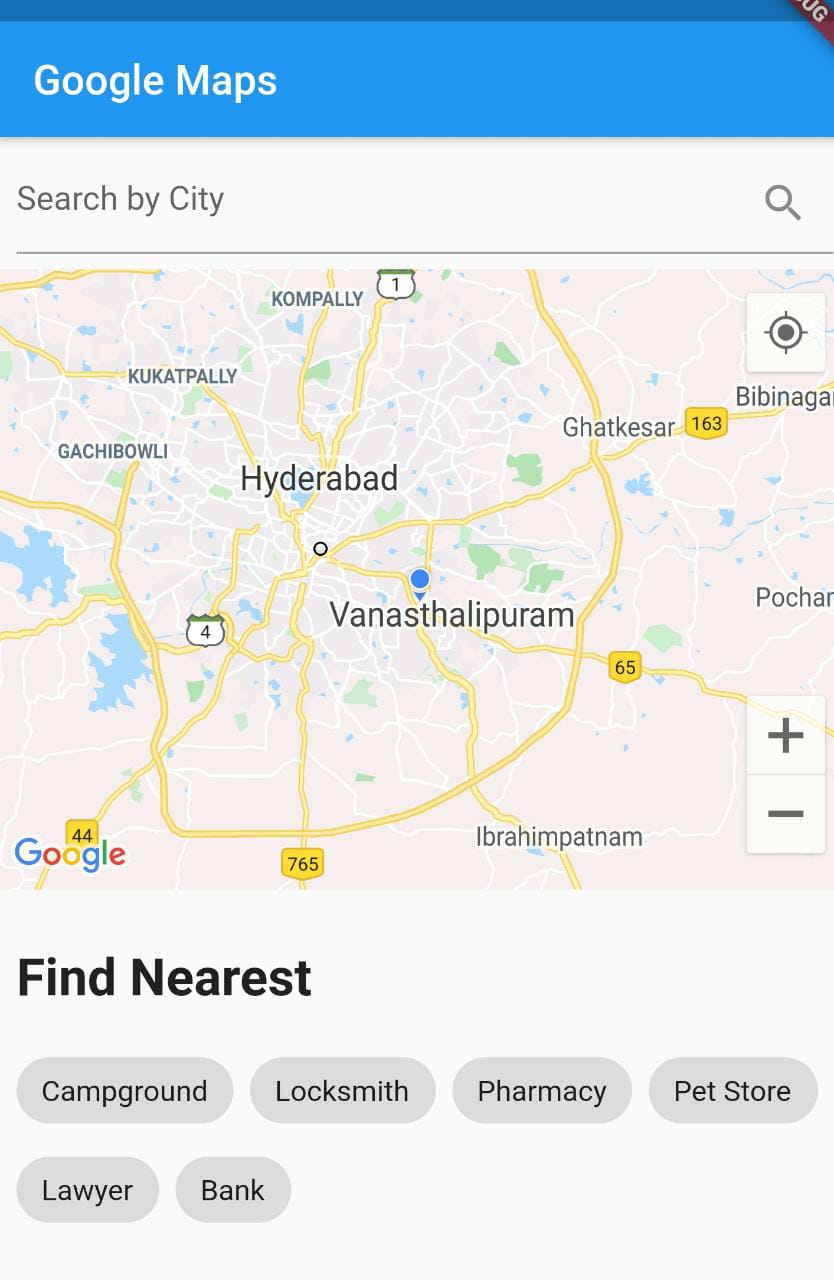 UG
Google Maps
Search by City
1
KOMPALLY
KUKATPALLY
Bibinagar
Ghatkesar 163
GACHIBOWLI
Hyderabad
Pochar
Vanasthalipuram
4
65
44
Ibrahimpatnam
Google
765
Find Nearest
Campground Locksmith Pharmacy Pet Store
Lawyer Bank